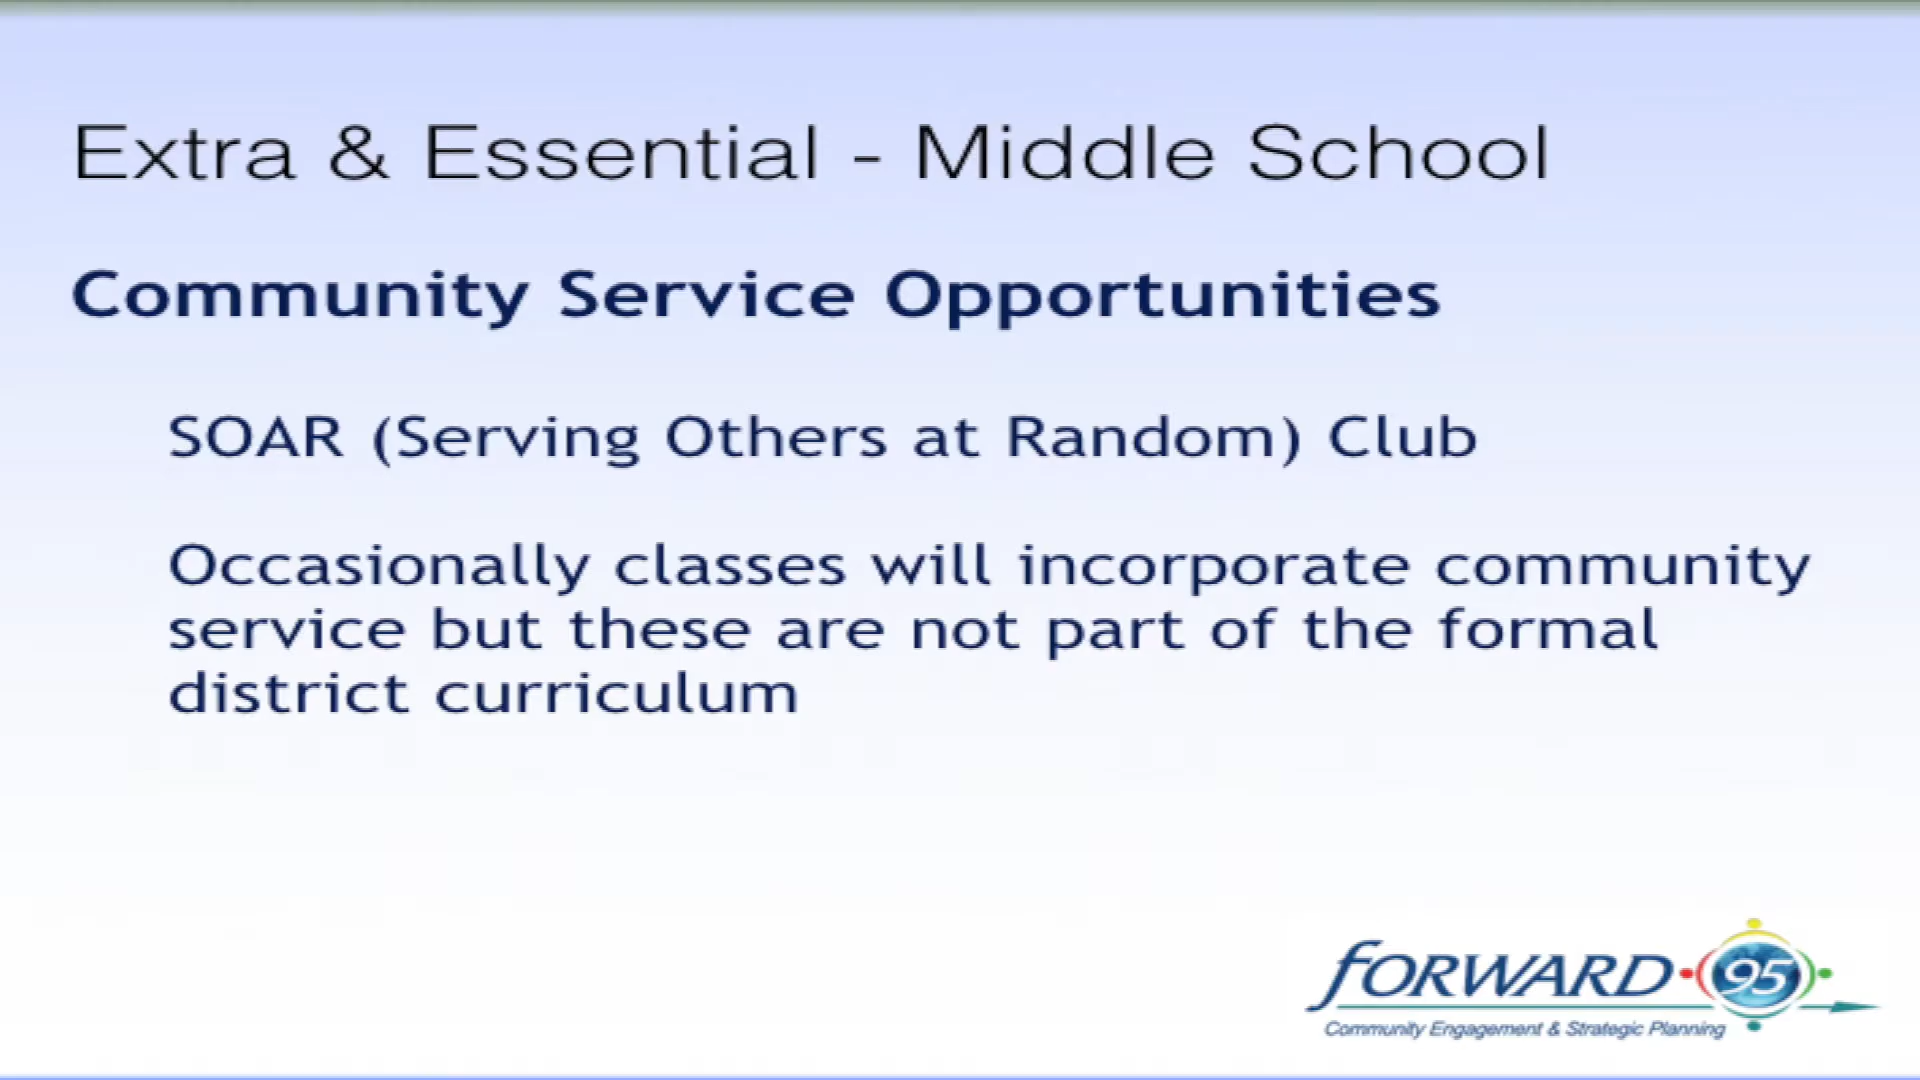 Extra & Essential - Middle School
Community Service Opportunities
SOAR (Serving Others at Random) Club
Occasionally classes will incorporate community
service but these are not part of the formal
district curriculum
FORWARD 95
Community Engagement & Strategic Planning